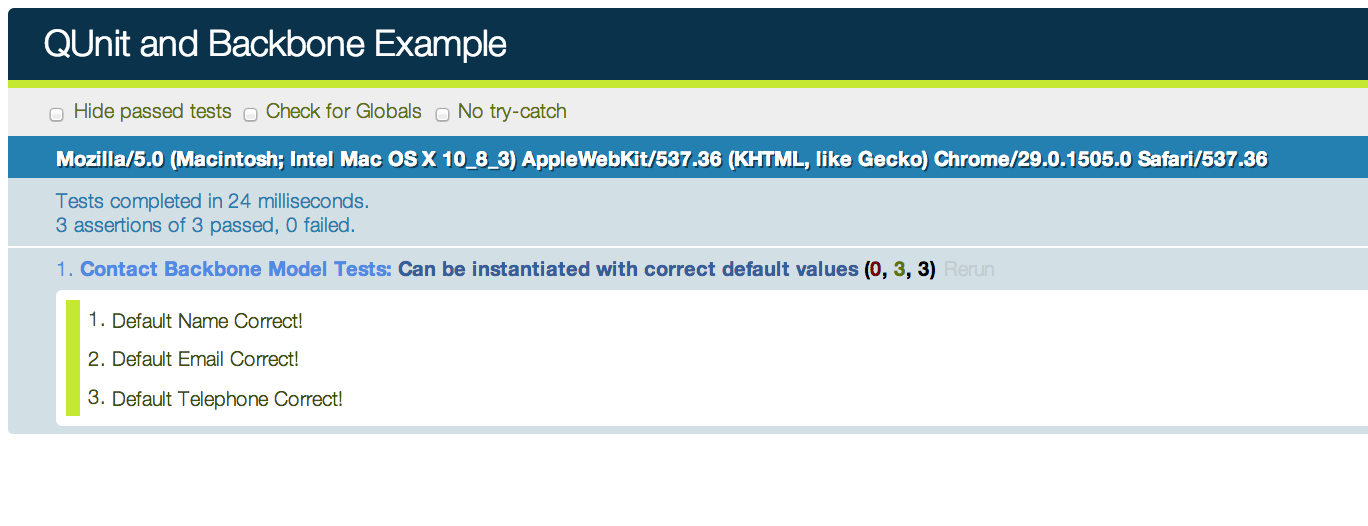 QUnit and Backbone Example
Hide passed tests Check for Globals No try-catch
Mozilla/5.0 (Macintosh; Intel Mac OS X 10_8_3) AppleWebKit/537.36 (KHTML, like Gecko) Chrome/29.0.1505.0 Safari/537.36
Tests completed in 24 milliseconds.
3 assertions of 3 passed, 0 failed.
1. Contact Backbone Model Tests: Can be instantiated with correct default values (0, 3, 3) Rerun
1. Default Name Correct!
2. Default Email Correct!
3. Default Telephone Correct!